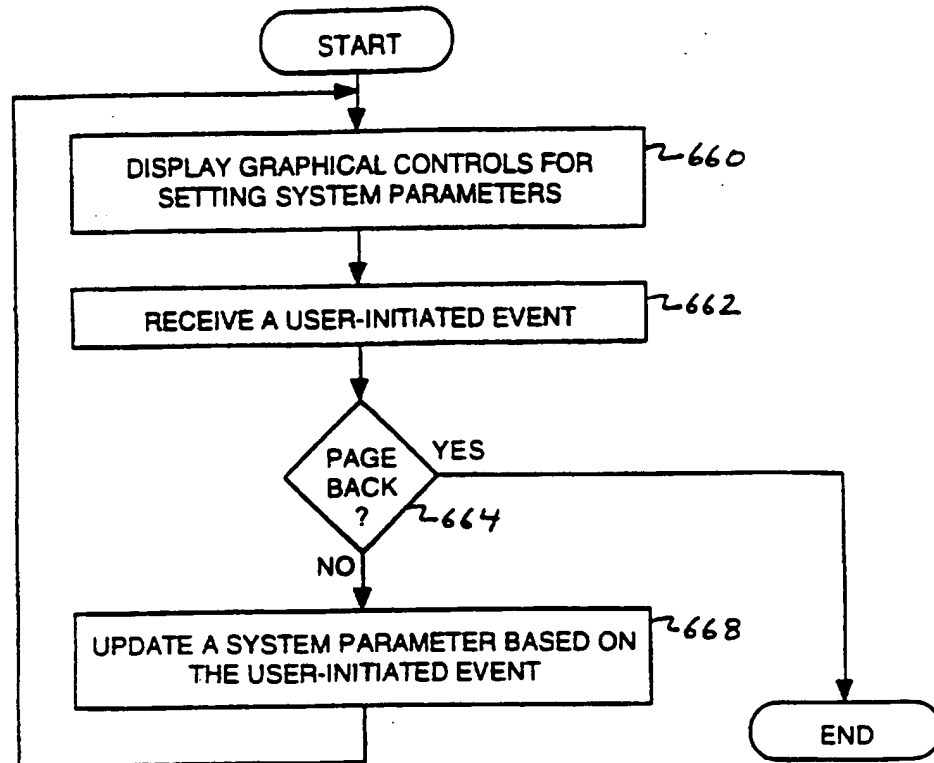 START
DISPLAY GRAPHICAL CONTROLS FOR
SETTING SYSTEM PARAMETERS
660
RECEIVE A USER-INITIATED EVENT
662
PAGE
BACK
?
YES
664
NO
UPDATE A SYSTEM PARAMETER BASED ON
THE USER-INITIATED EVENT
668
END